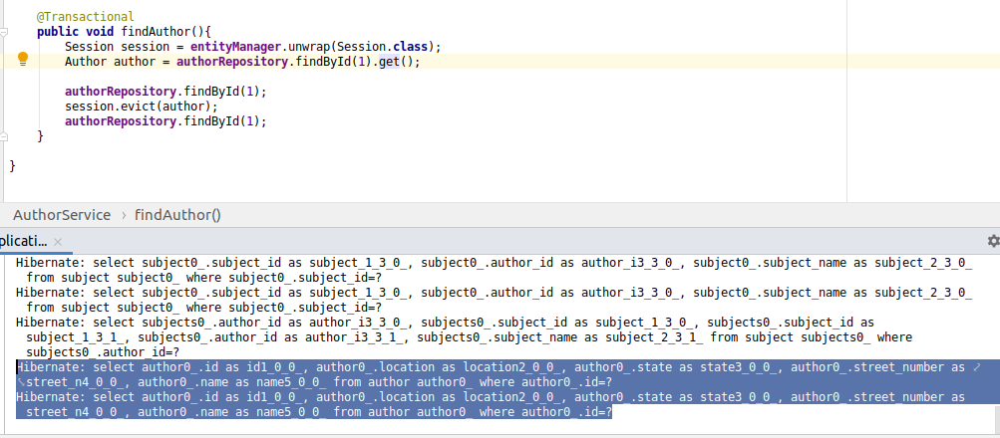 @Transactional
public void findAuthor(){
Session session = entityManager.unwrap(Session.class);
Author author = authorRepository.findById(1).get();
authorRepository.findById(1);
session.evict(author);
authorRepository.findById(1);
}
}
AuthorService › findAuthor()
plicati... ×
Hibernate: select subject0_.subject_id as subject_1_3_0_, subject0_.author_id as author_i3_3_0_, subject0_.subject_name as subject_2_3_0_
from subject subject0_ where subject0_.subject_id=?
Hibernate: select subject0_.subject_id as subject_1_3_0_, subject0_.author_id as author_i3_3_0_, subject0_.subject_name as subject_2_3_0_
from subject subject0_ where subject0_.subject_id=?
Hibernate: select subjects0_.author_id as author_i3_3_0_, subjects0_.subject_id as subject_1_3_0_, subjects0_.subject_id as
subject_1_3_1_, subjects0_.author_id as author_i3_3_1_, subjects0_.subject_name as subject_2_3_1_ from subject subjects0_ where
subjects0_.author_id=?
Hibernate: select author0_.id as id1_0_0_, author0_.location as location2_0_0_, author0_.state as state3_0_0_, author0_.street_number as
street_n4_0_0_, author0_.name as name5_0_0_ from author author0_ where author0_.id=?
Hibernate: select author0_.id as id1_0_0_, author0_.location as location2_0_0_, author0_.state as state3_0_0_, author0_.street_number as
street_n4_0_0_, author0_.name as name5_0_0_ from author author0_ where author0_.id=?